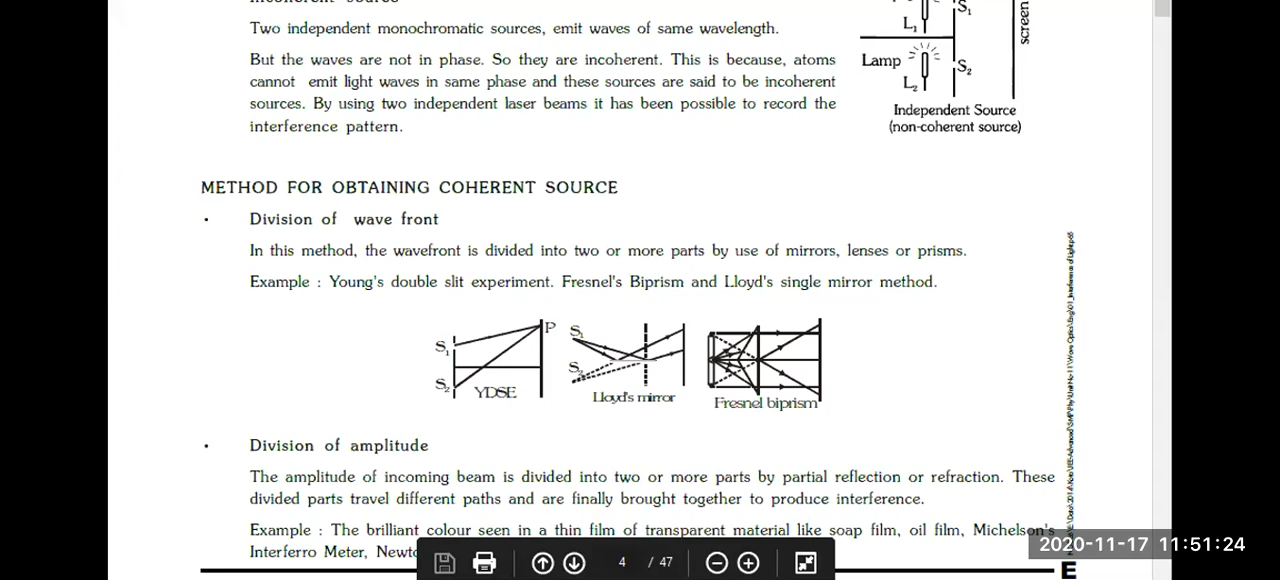 Incoherent source
Two independent monochromatic sources, emit waves of same wavelength.
But the waves are not in phase. So they are incoherent. This is because, atoms
cannot emit light waves in same phase and these sources are said to be incoherent
sources. By using two independent laser beams it has been possible to record the
interference pattern.
L1
S1
screen
Lamp
L2
S2
Independent Source
(non-coherent source)
METHOD FOR OBTAINING COHERENT SOURCE
• Division of wave front
In this method, the wavefront is divided into two or more parts by use of mirrors, lenses or prisms.
Example : Young's double slit experiment. Fresnel's Biprism and Lloyd's single mirror method.
S1
S2
P
YDSE
S1
S2
Lloyd's mirror
Fresnel biprism
• Division of amplitude
The amplitude of incoming beam is divided into two or more parts by partial reflection or refraction. These
divided parts travel different paths and are finally brought together to produce interference.
Example : The brilliant colour seen in a thin film of transparent material like soap film, oil film, Michelson's
Interferro Meter,
4 / 47
2020-11-17 11:51:24
E